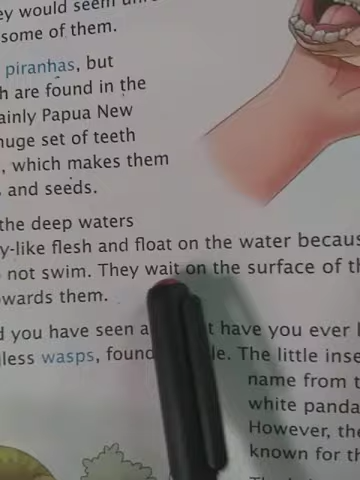 ey would seem
some of them.
piranhas, but
h are found in the
ainly Papua New
huge set of teeth
, which makes them
and seeds.
the deep waters
y-like flesh and float on the water becaus
not swim. They wait on the surface of th
owards them.
d you have seen a t have you ever
gless wasps, found le. The little inse
name from t
white panda
However, the
known for th